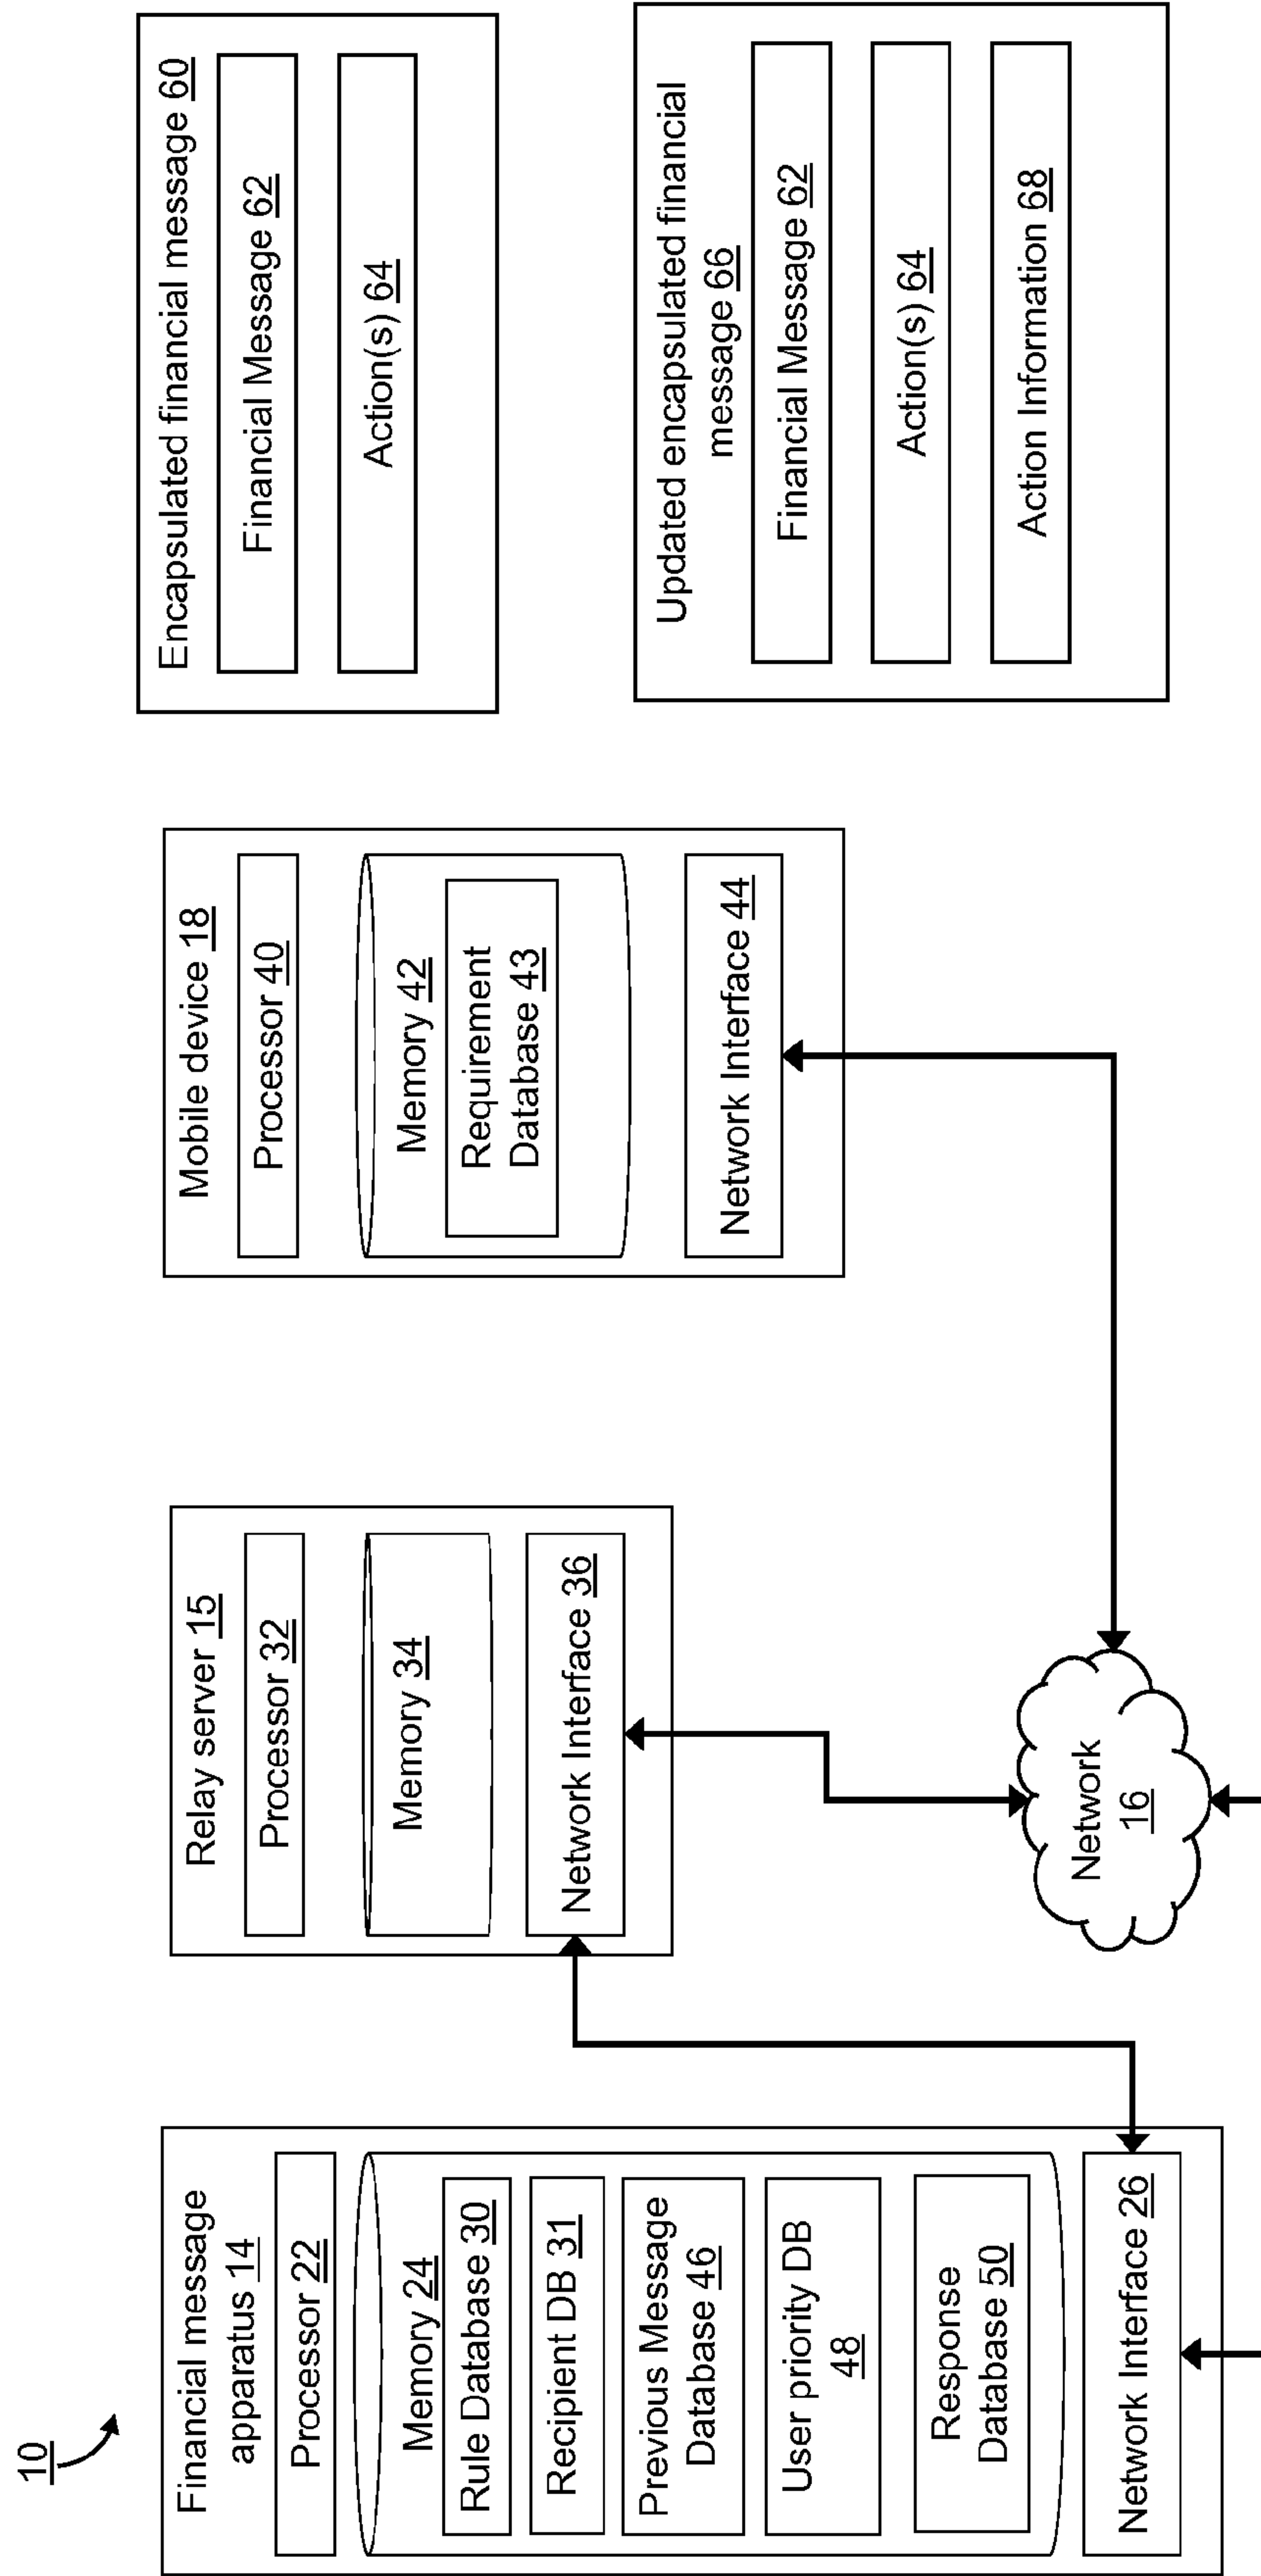 10
Financial message
apparatus 14
Processor 22
Memory 24
Rule Database 30
Recipient DB 31
Previous Message
Database 46
User priority DB
48
Response
Database 50
Network Interface 26
Relay server 15
Processor 32
Memory 34
Network Interface 36
Network
16
Mobile device 18
Processor 40
Memory 42
Requirement
Database 43
Network Interface 44
Encapsulated financial message 60
Financial Message 62
Action(s) 64
Updated encapsulated financial
message 66
Financial Message 62
Action(s) 64
Action Information 68